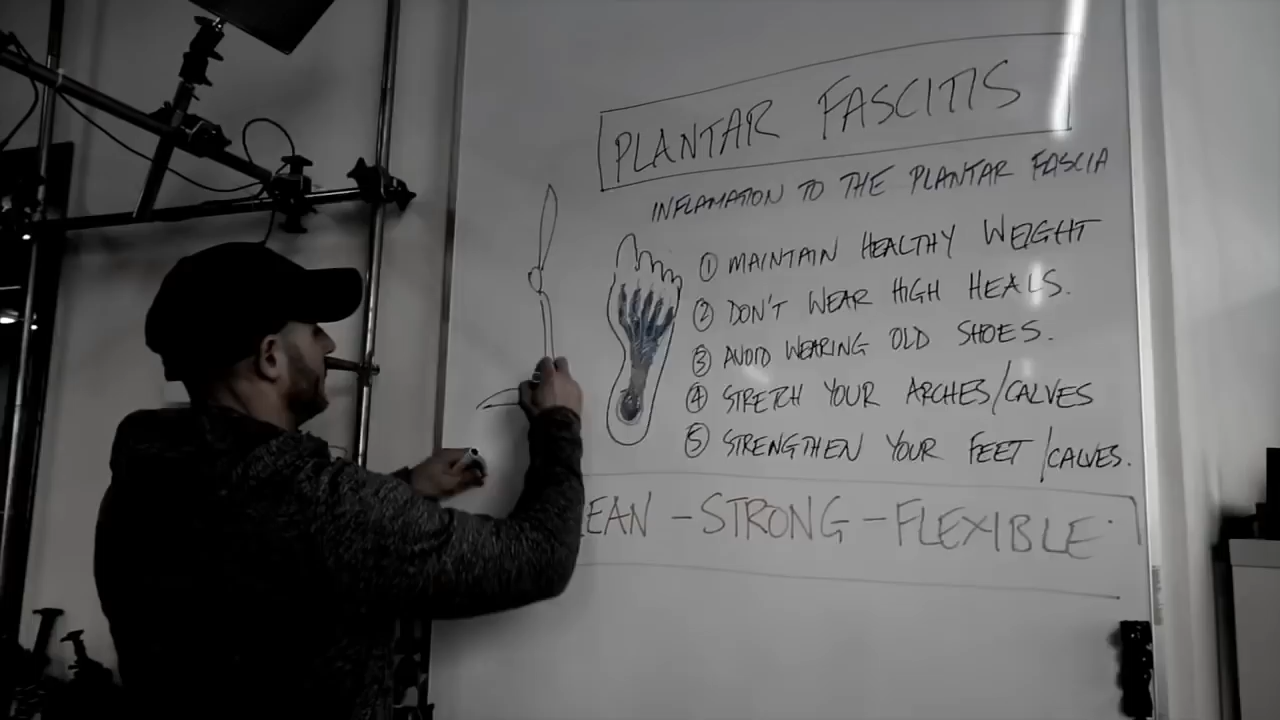 PLANTAR FASCITIS
INFLAMATION TO THE PLANTAR FASCIA
① MAINTAIN HEALTHY WEIGHT
② DON'T WEAR HIGH HEALS.
③ AVOID WEARING OLD SHOES.
④ STRETCH YOUR ARCHES/CALVES
⑤ STRENGTHEN YOUR FEET/CALVES.
EAN - STRONG - FLEXIBLE